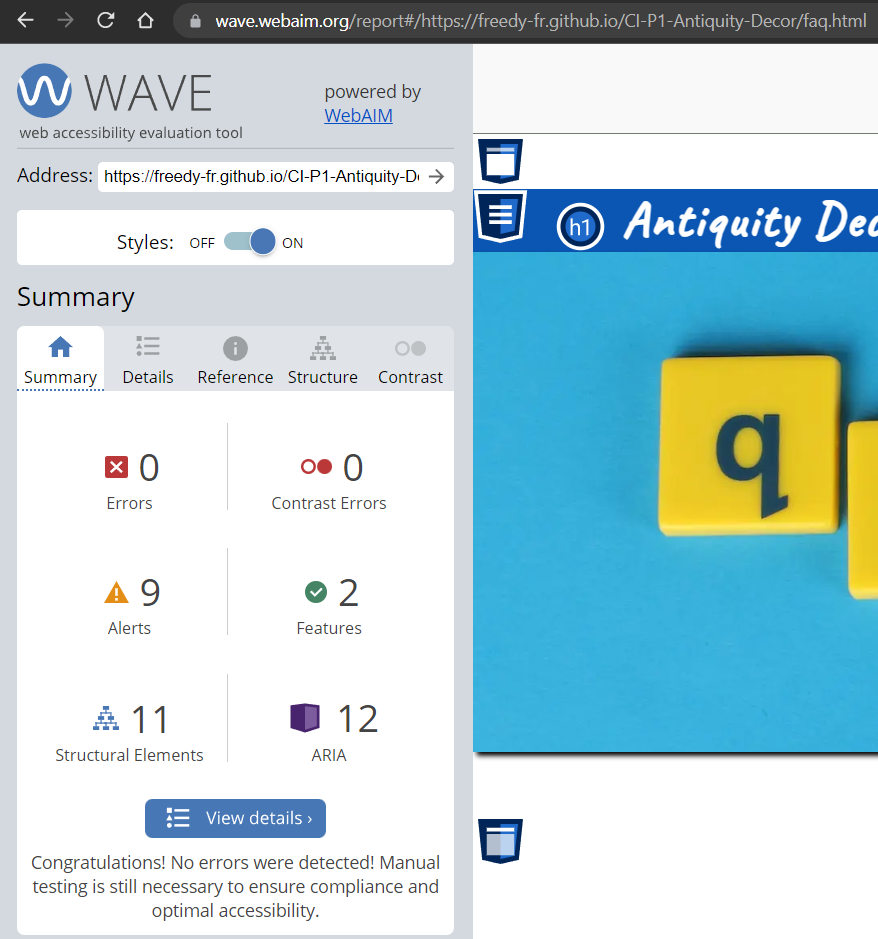 wave.webaim.org/report#/https://freedy-fr.github.io/CI-P1-Antiquity-Decor/faq.html
WAVE
web accessibility evaluation tool
powered by
WebAIM
Address: https://freedy-fr.github.io/CI-P1-Antiquity-D
Styles: OFF ON
Summary
Summary Details Reference Structure Contrast
0 Errors
0 Contrast Errors
9 Alerts
2 Features
11 Structural Elements
12 ARIA
View details ›
Congratulations! No errors were detected! Manual
testing is still necessary to ensure compliance and
optimal accessibility.
h1 Antiquity Dec
q